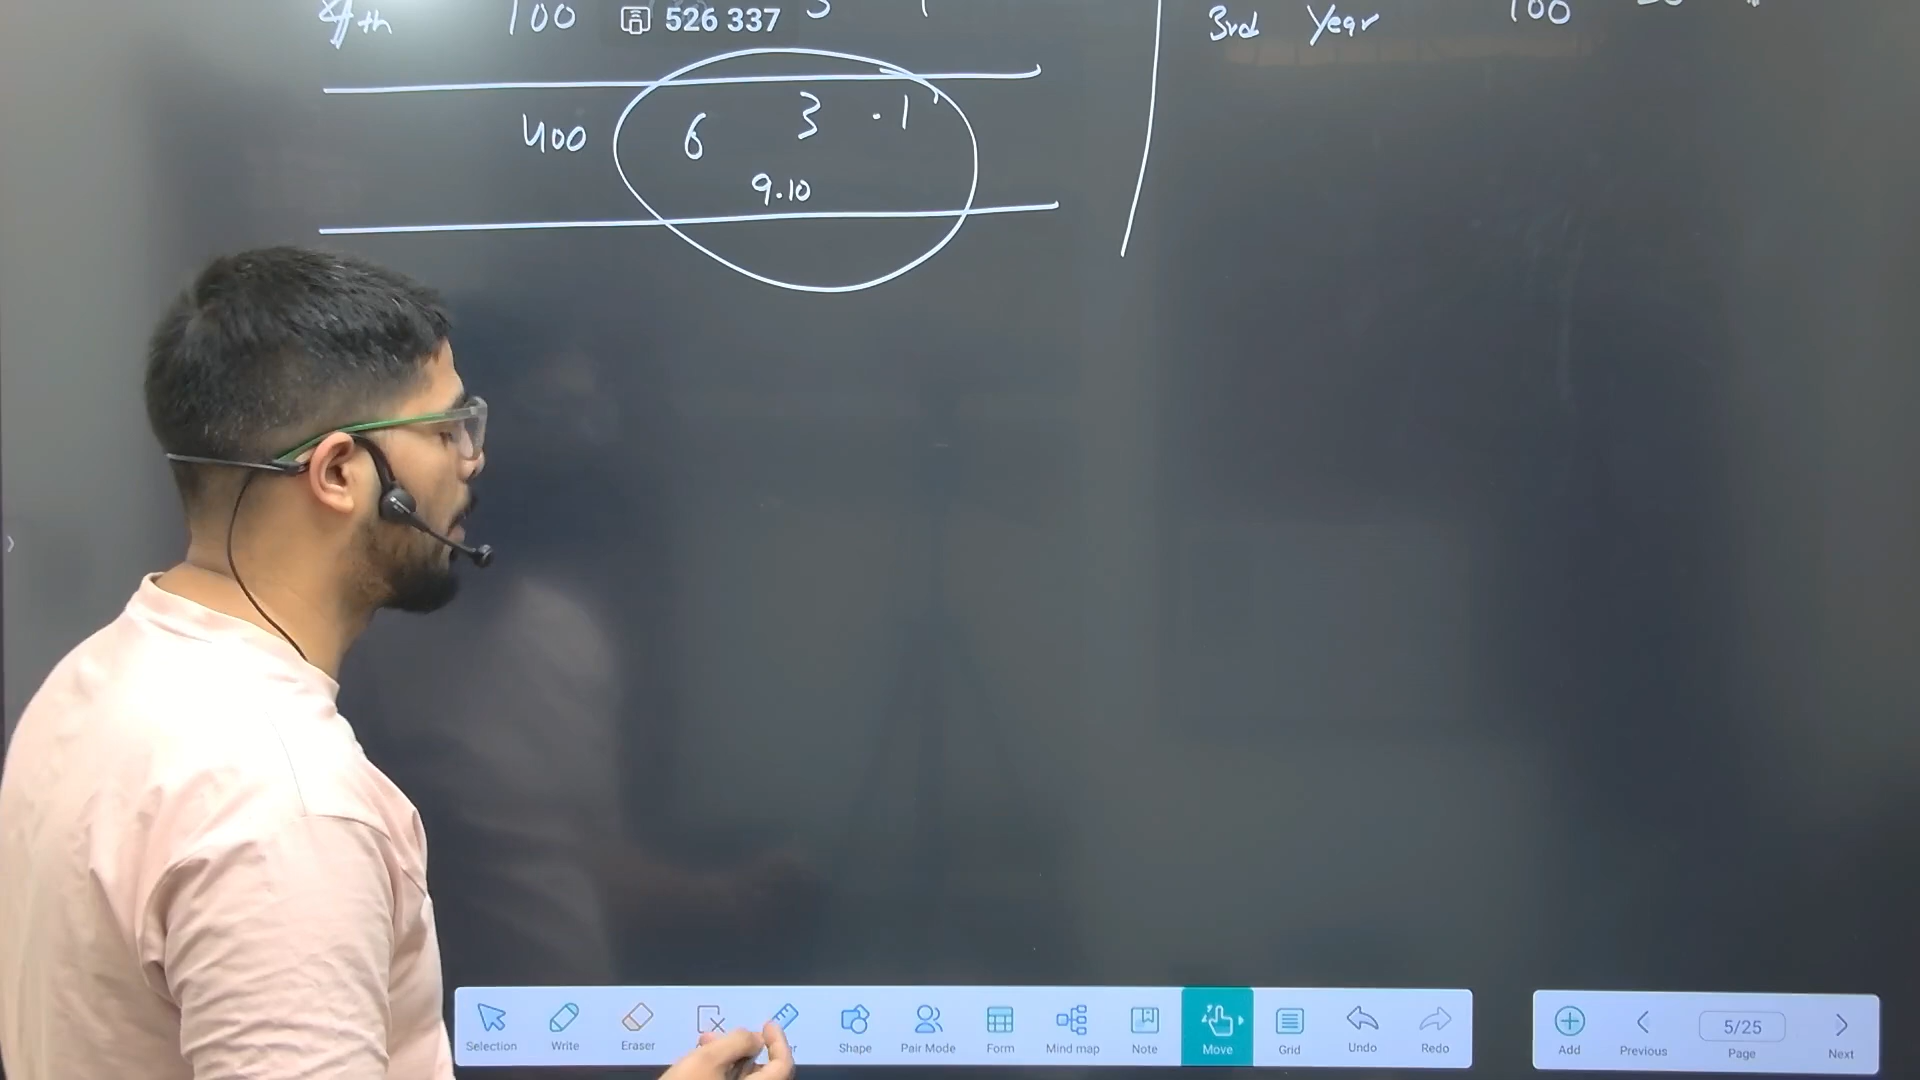 th 100 526 337
400 6 3 .1
9.10
3rd Year 100
Selection Write Eraser Shape Pair Mode Form Mind map Note Move Grid Undo Redo
Add Previous 5/25 Page Next